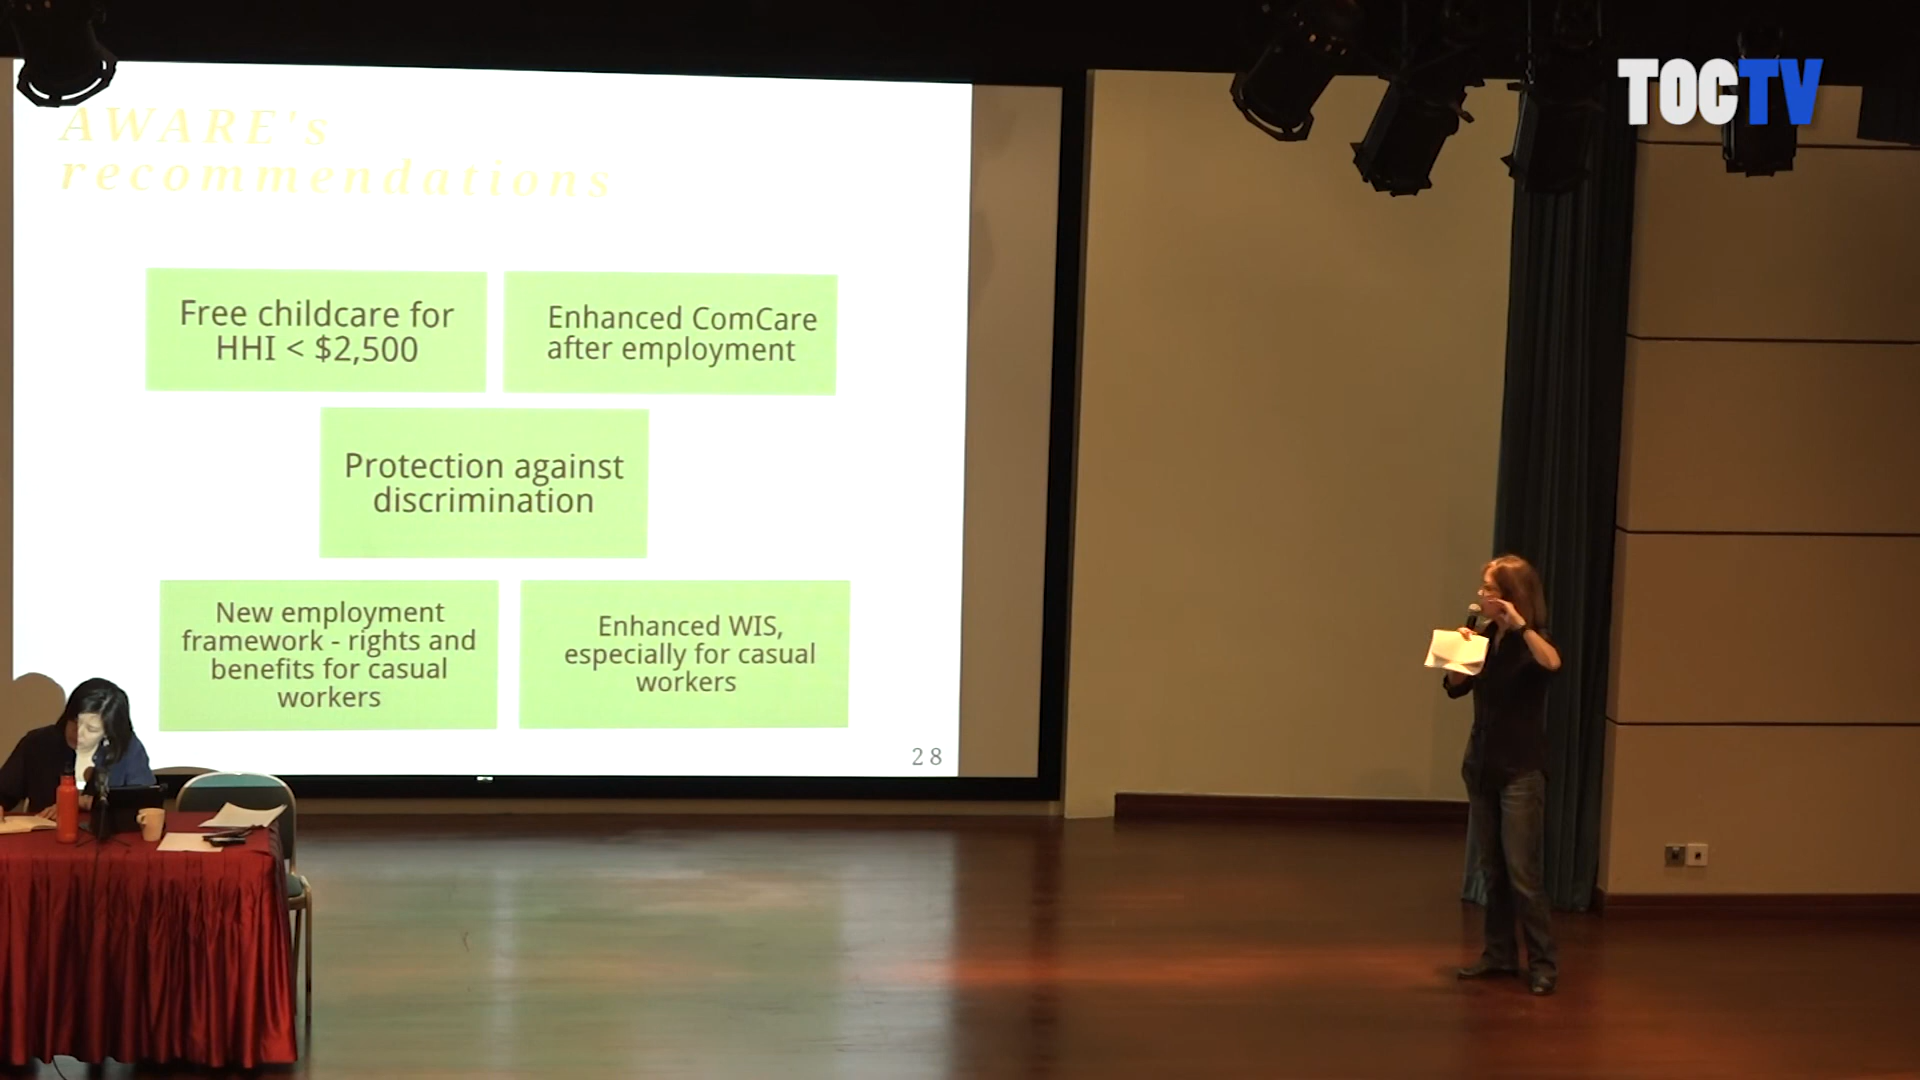 TOCTV
AWARE's
recommendations
Free childcare for
HHI < $2,500
Enhanced ComCare
after employment
Protection against
discrimination
New employment
framework - rights and
benefits for casual
workers
Enhanced WIS,
especially for casual
workers
28